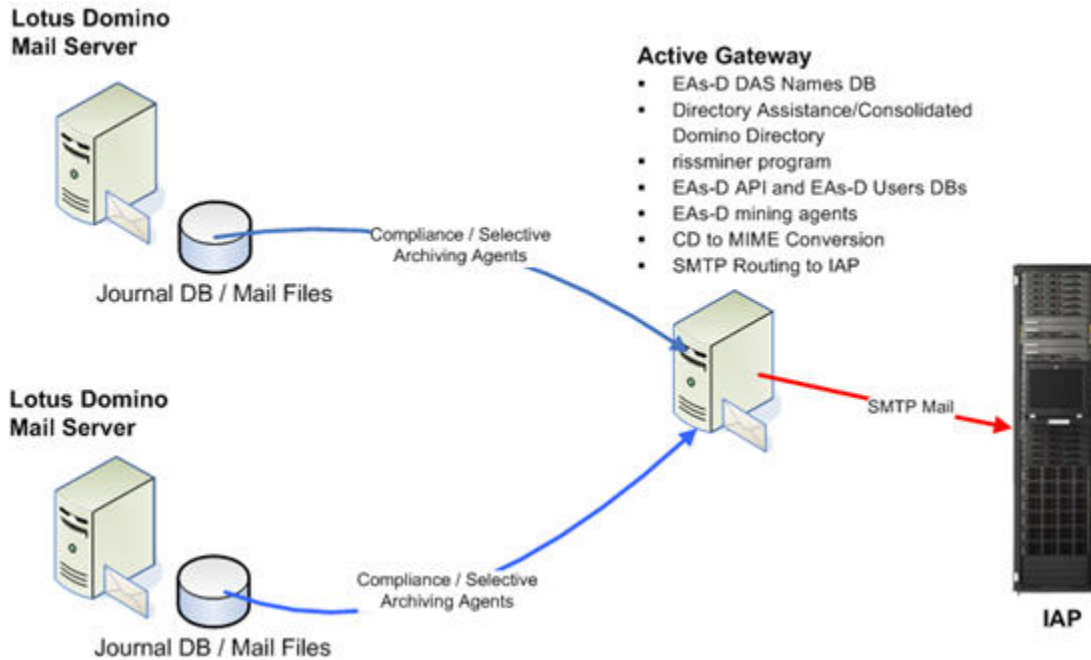 Lotus Domino
Mail Server
Journal DB / Mail Files
Compliance / Selective
Archiving Agents
Active Gateway
▪ EAs-D DAS Names DB
▪ Directory Assistance/Consolidated
Domino Directory
▪ rissminer program
▪ EAs-D API and EAs-D Users DBs
▪ EAs-D mining agents
▪ CD to MIME Conversion
▪ SMTP Routing to IAP
Lotus Domino
Mail Server
Journal DB / Mail Files
Compliance / Selective
Archiving Agents
SMTP Mail
IAP